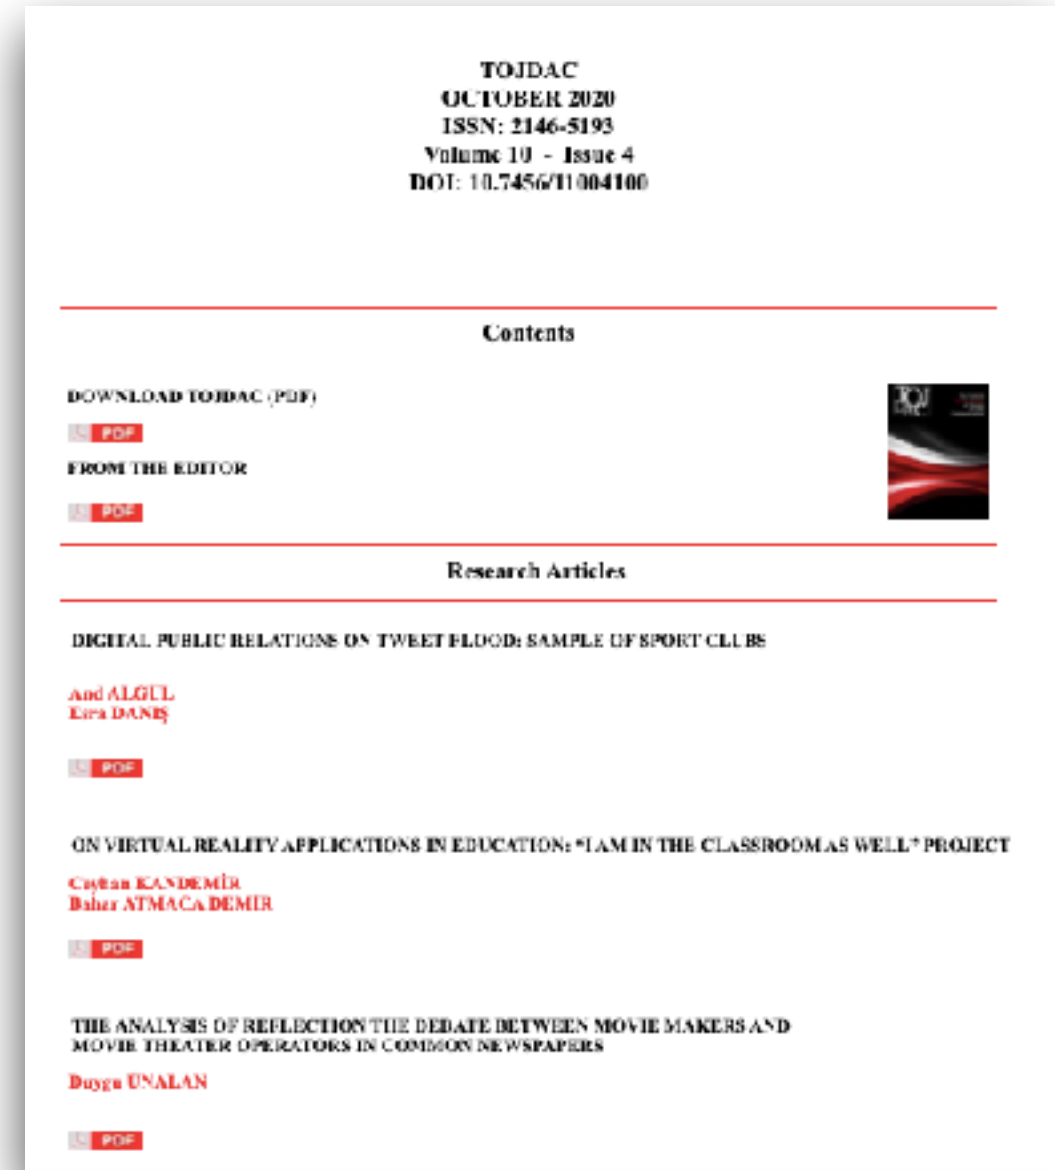 TOJDAC
OCTOBER 2020
ISSN: 2146-5193
Volume 10 - Issue 4
DOI: 10.7456/11004100
Contents
DOWNLOAD TOJDAC (PDF)
PDF
FROM THE EDITOR
PDF
TOJ
Research Articles
DIGITAL PUBLIC RELATIONS ON TWEET FLOOD: SAMPLE OF SPORT CLUBS
And ALGÜL
Esra DANIŞ
PDF
ON VIRTUAL REALITY APPLICATIONS IN EDUCATION: “I AM IN THE CLASSROOM AS WELL” PROJECT
Ceyhan KANDEMİR
Bahar ATMACA DEMİR
PDF
THE ANALYSIS OF REFLECTION THE DEBATE BETWEEN MOVIE MAKERS AND
MOVIE THEATER OPERATORS IN COMMON NEWSPAPERS
Duygu ÜNALAN
PDF